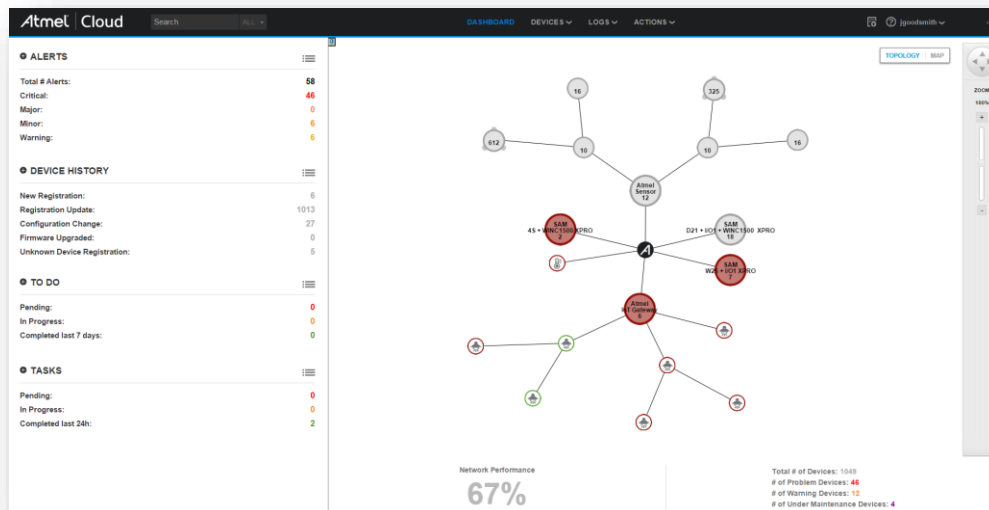 Atmel Cloud
Search
ALL
DASHBOARD
DEVICES
LOGS
ACTIONS
jgoodsmith
ALERTS
Total # Alerts: 58
Critical: 46
Major: 0
Minor: 6
Warning: 6
DEVICE HISTORY
New Registration: 6
Registration Update: 1013
Configuration Change: 27
Firmware Upgraded: 0
Unknown Device Registration: 5
TO DO
Pending: 0
In Progress: 0
Completed last 7 days: 0
TASKS
Pending: 0
In Progress: 0
Completed last 24h: 2
TOPOLOGY | MAP
ZOOM
100%
+
-
16
325
612
10
10
16
Atmel
Sensor
12
SAM
4S + WINC1500 XPRO
2
SAM
D21 + I/O1 + WINC1500 XPRO
18
SAM
W25 + I/O1 XPRO
7
Atmel
IoT Gateway
6
Network Performance
67%
Total # of Devices: 1049
# of Problem Devices: 46
# of Warning Devices: 12
# of Under Maintenance Devices: 4